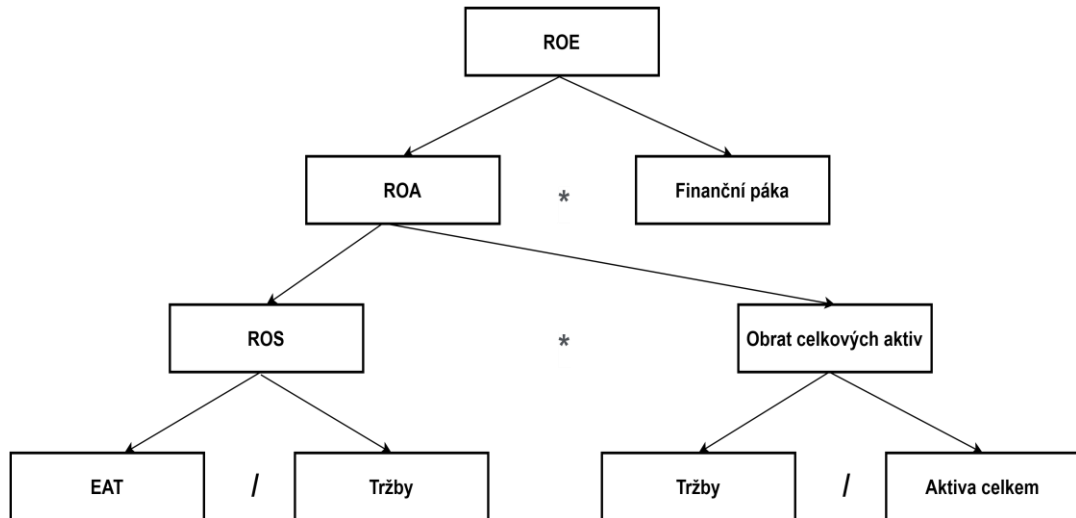 ROE
ROA * Finanční páka
ROS * Obrat celkových aktiv
EAT / Tržby Tržby / Aktiva celkem